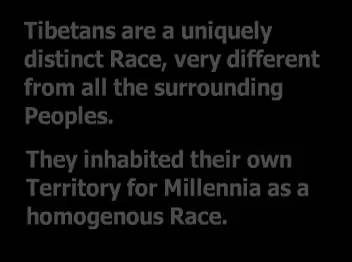 Tibetans are a uniquely
distinct Race, very different
from all the surrounding
Peoples.
They inhabited their own
Territory for Millennia as a
homogenous Race.